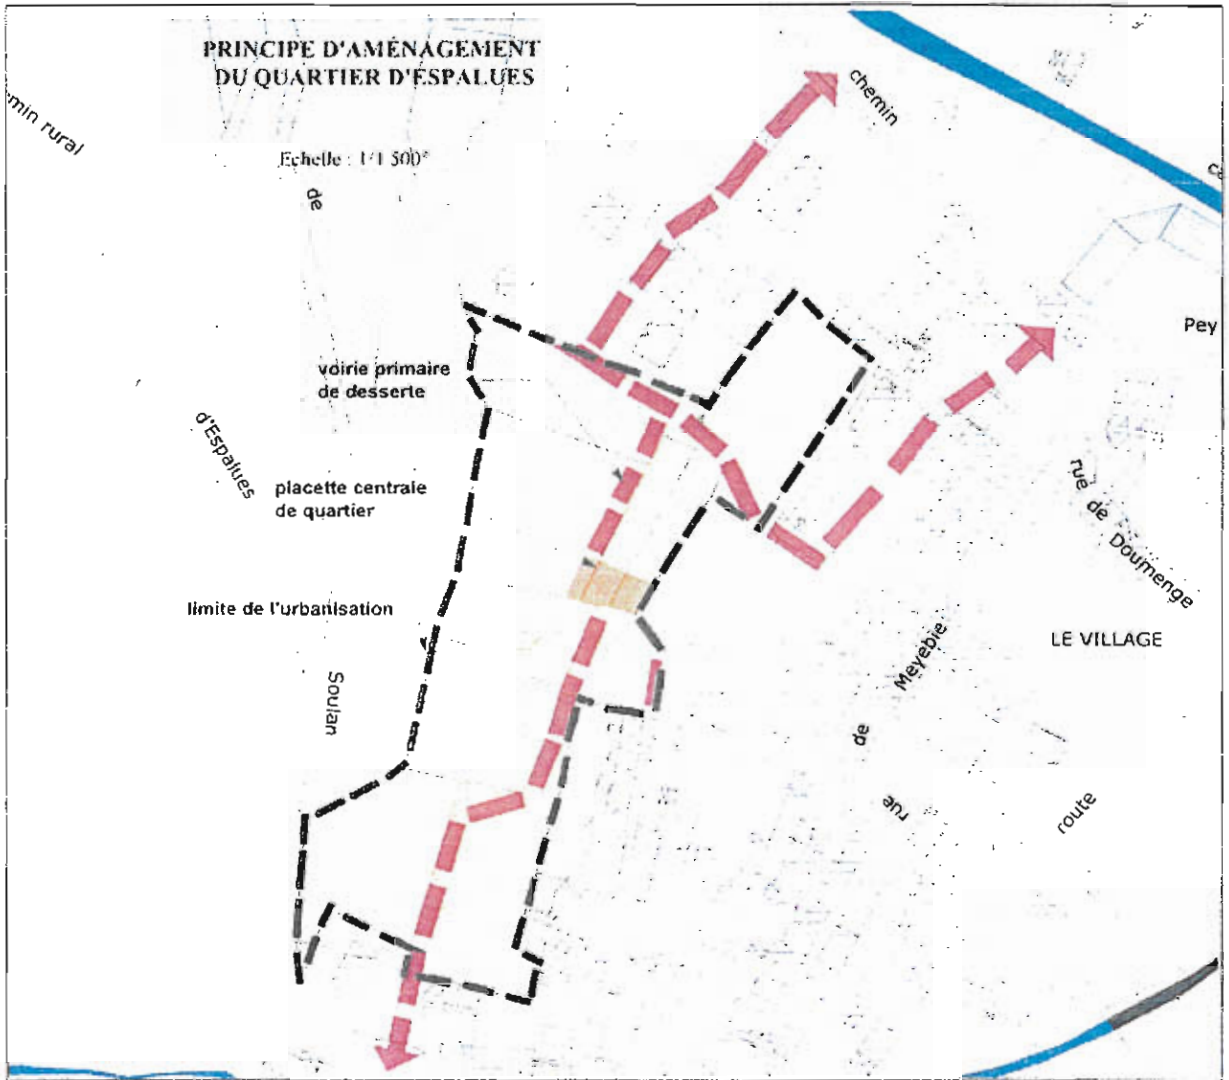 PRINCIPE D'AMÉNAGEMENT
DU QUARTIER D'ESPALUES
Echelle : 1/1 500°
chemin
min rural
de
Pey
voirie primaire
de desserte
d'Espalues
placette centrale
de quartier
rue de Doumenge
limite de l'urbanisation
LE VILLAGE
Soulan
rue de Meyebie
route